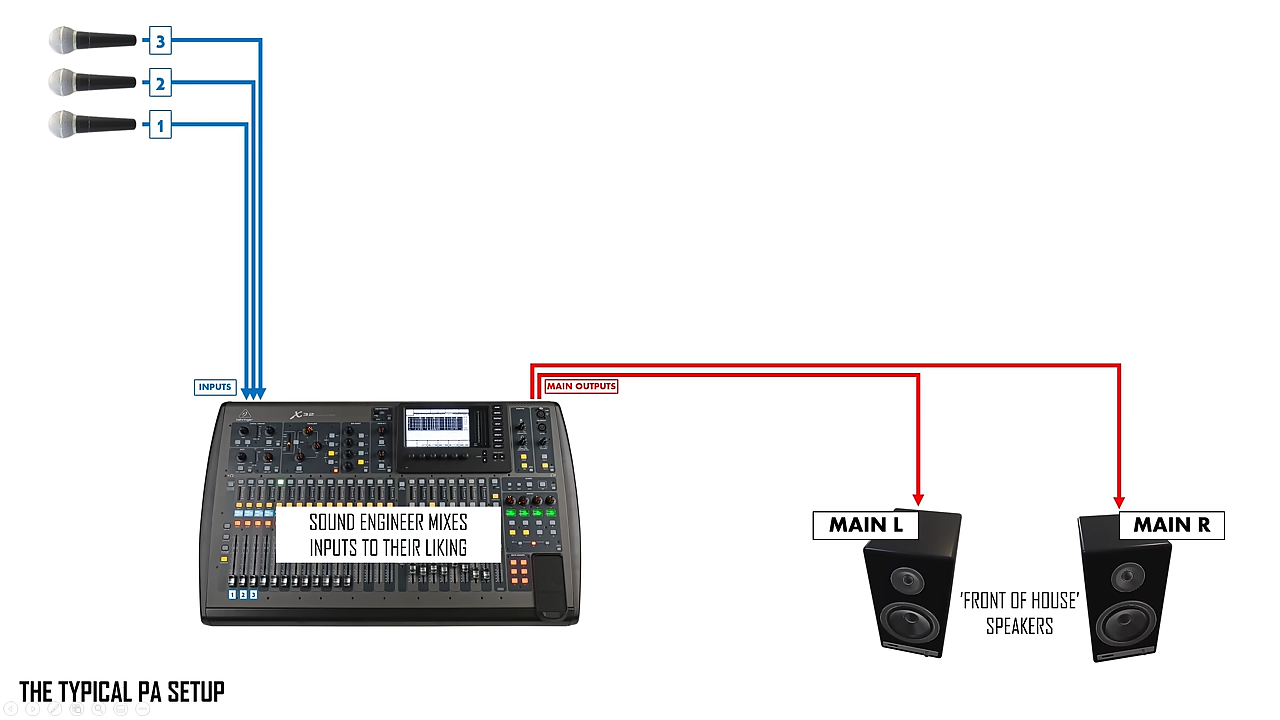 3
2
1
INPUTS
MAIN OUTPUTS
X32
SOUND ENGINEER MIXES
INPUTS TO THEIR LIKING
1 2 3
MAIN L
MAIN R
'FRONT OF HOUSE'
SPEAKERS
THE TYPICAL PA SETUP